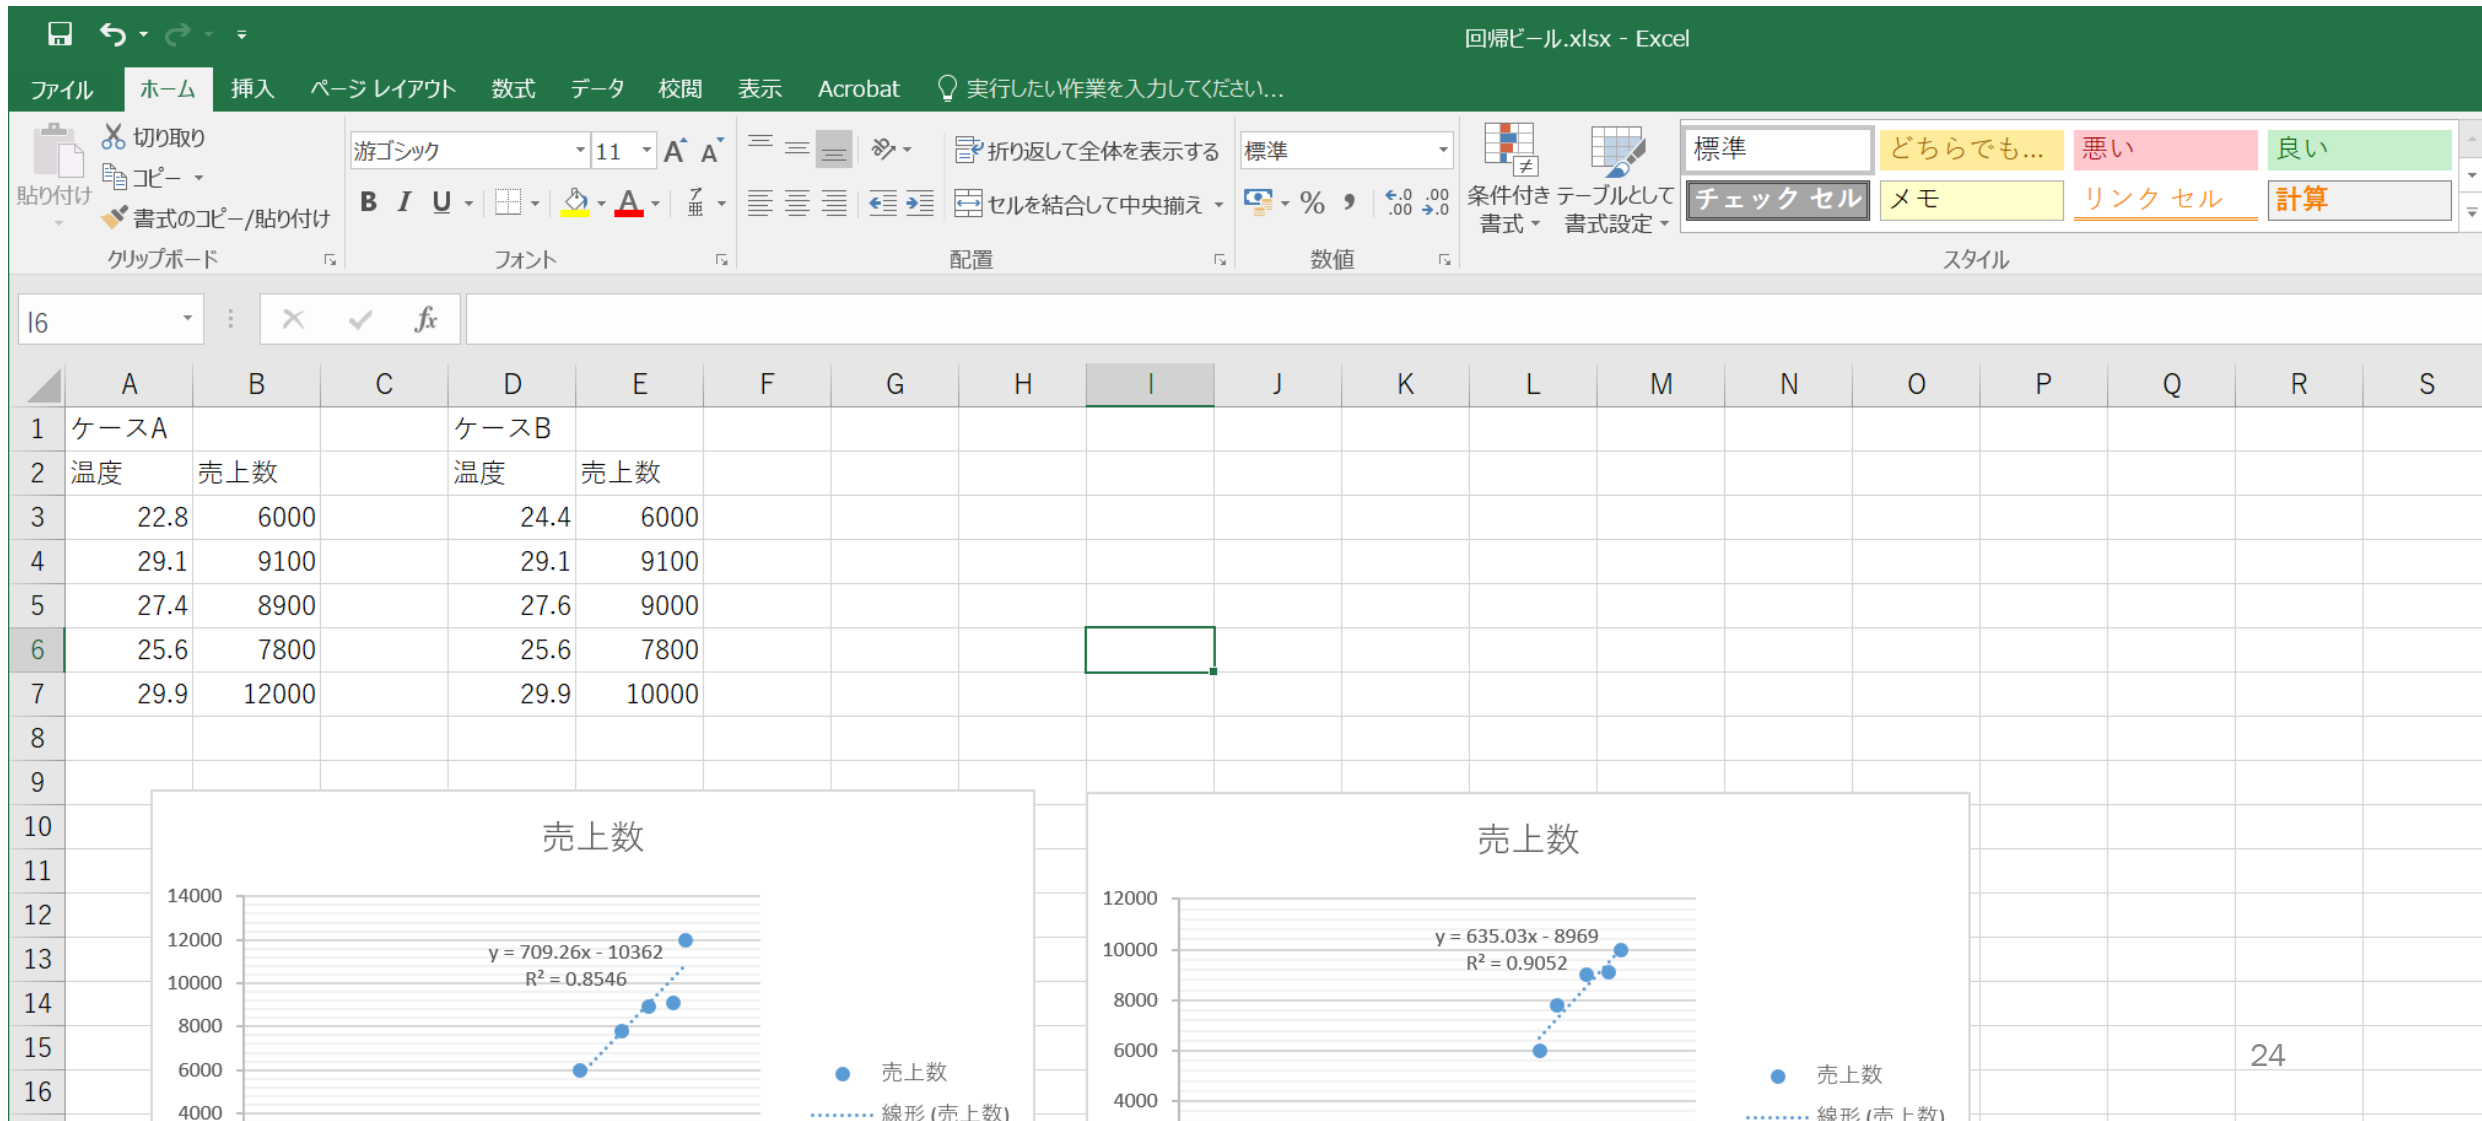 回帰ビール.xlsx - Excel
ファイル ホーム 挿入 ページ レイアウト 数式 データ 校閲 表示 Acrobat 実行したい作業を入力してください...
貼り付け
切り取り
コピー
書式のコピー/貼り付け
クリップボード
游ゴシック 11
B I U
フォント
折り返して全体を表示する
セルを結合して中央揃え
配置
標準
数値
条件付き書式
テーブルとして書式設定
標準 どちらでも... 悪い 良い
チェック セル メモ リンク セル 計算
スタイル
I6 fx
A B C D E F G H I J K L M N O P Q R S
1 ケースA ケースB
2 温度 売上数 温度 売上数
3 22.8 6000 24.4 6000
4 29.1 9100 29.1 9100
5 27.4 8900 27.6 9000
6 25.6 7800 25.6 7800
7 29.9 12000 29.9 10000
8
9
10
11
12
13
14
15
16
売上数
14000
12000
10000
8000
6000
4000
y = 709.26x - 10362
R² = 0.8546
売上数
線形 (売上数)
売上数
12000
10000
8000
6000
4000
y = 635.03x - 8969
R² = 0.9052
売上数
線形 (売上数)
24